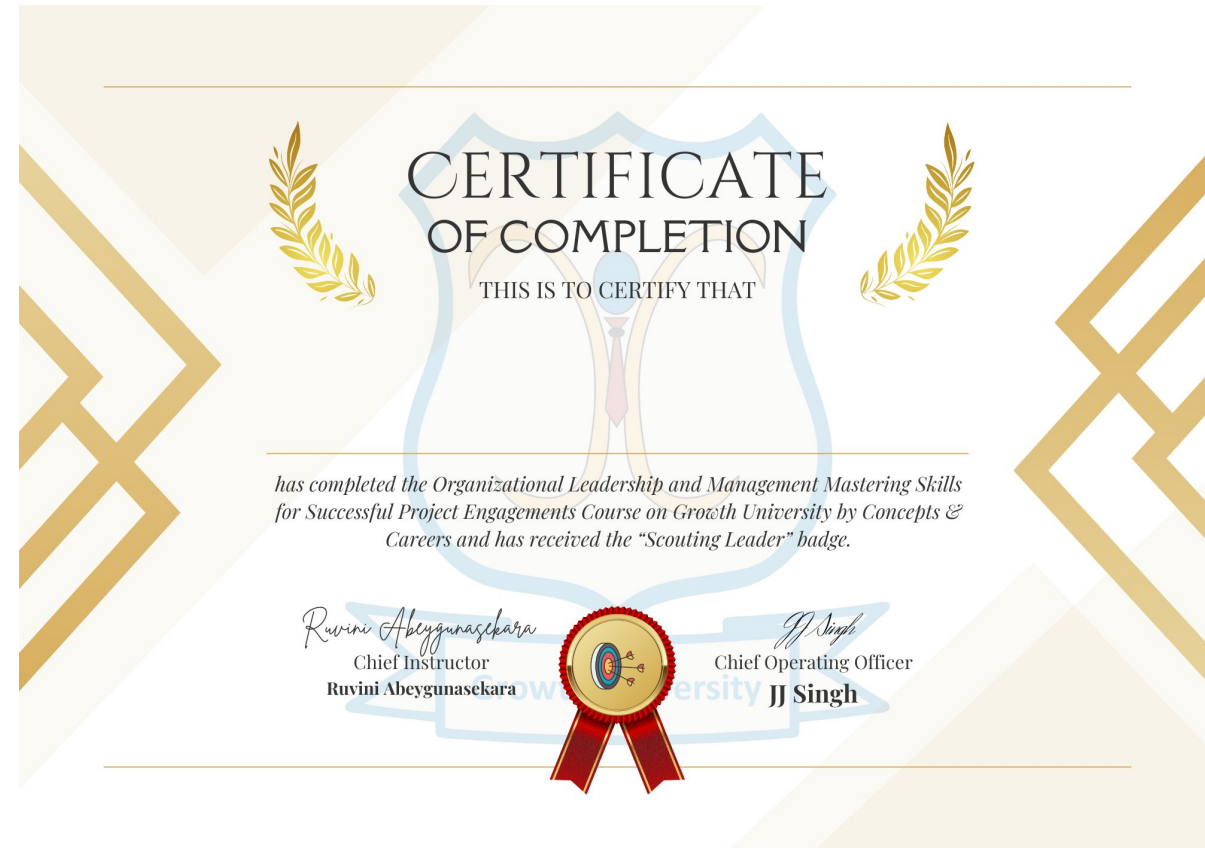 CERTIFICATE
OF COMPLETION
THIS IS TO CERTIFY THAT
has completed the Organizational Leadership and Management Mastering Skills
for Successful Project Engagements Course on Growth University by Concepts &
Careers and has received the “Scouting Leader” badge.
Ruvini Abeygunasekara
Chief Instructor
Ruvini Abeygunasekara
JJ Singh
Chief Operating Officer
JJ Singh
Grow ersity